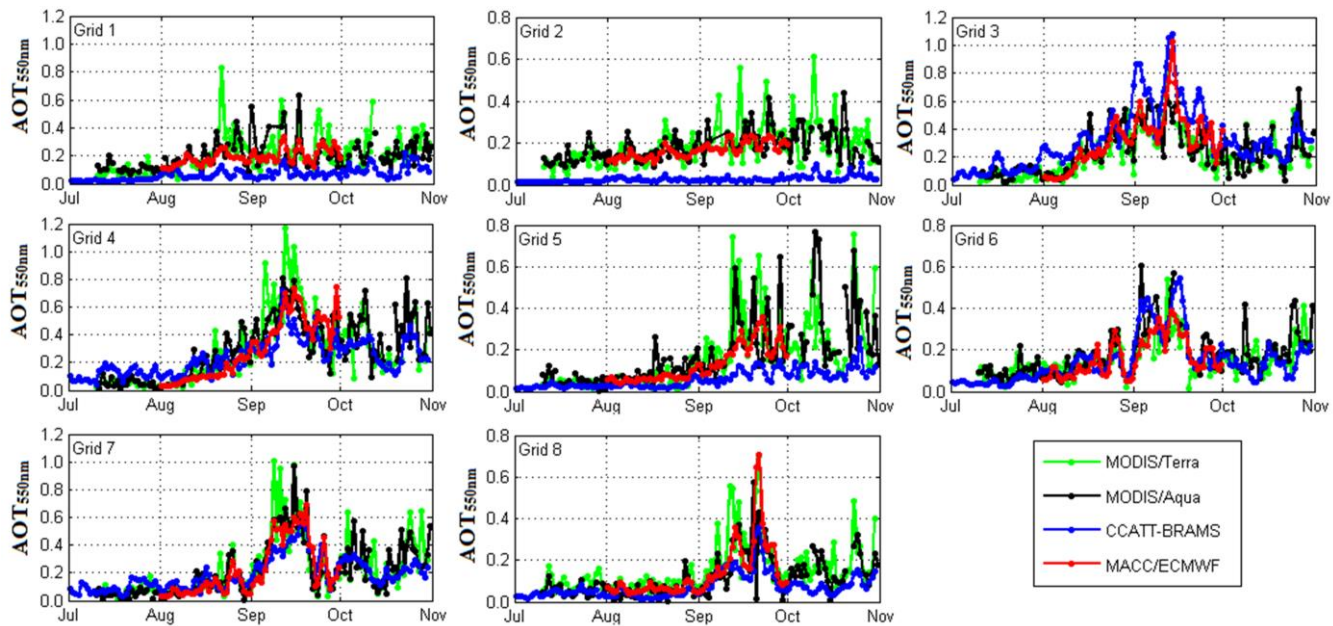 Grid 1
AOT550nm
1.2
1.0
0.8
0.6
0.4
0.2
0.0
Jul Aug Sep Oct Nov
Grid 2
AOT550nm
0.8
0.6
0.4
0.2
0.0
Jul Aug Sep Oct Nov
Grid 3
AOT550nm
1.2
1.0
0.8
0.6
0.4
0.2
0.0
Jul Aug Sep Oct Nov
Grid 4
AOT550nm
1.2
1.0
0.8
0.6
0.4
0.2
0.0
Jul Aug Sep Oct Nov
Grid 5
AOT550nm
0.8
0.6
0.4
0.2
0.0
Jul Aug Sep Oct Nov
Grid 6
AOT550nm
0.8
0.6
0.4
0.2
0.0
Jul Aug Sep Oct Nov
Grid 7
AOT550nm
1.2
1.0
0.8
0.6
0.4
0.2
0.0
Jul Aug Sep Oct Nov
Grid 8
AOT550nm
0.8
0.6
0.4
0.2
0.0
Jul Aug Sep Oct Nov
MODIS/Terra
MODIS/Aqua
CCATT-BRAMS
MACC/ECMWF